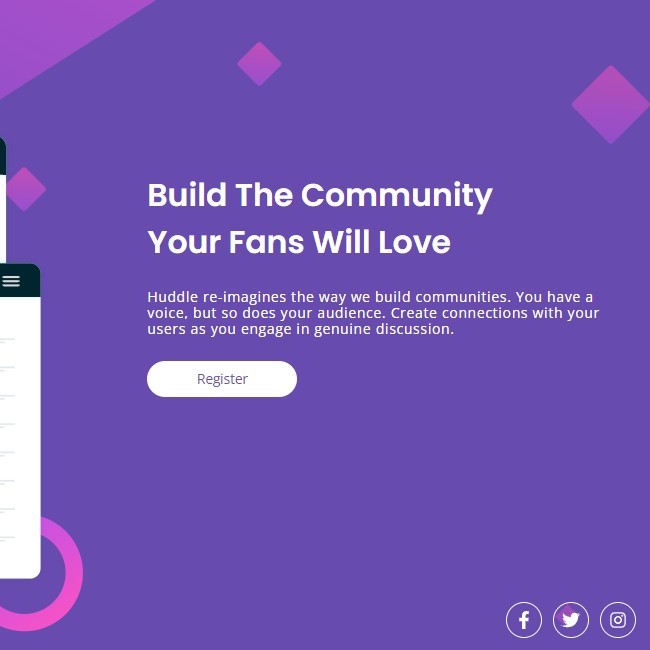 Build The Community
Your Fans Will Love
Huddle re-imagines the way we build communities. You have a
voice, but so does your audience. Create connections with your
users as you engage in genuine discussion.
Register